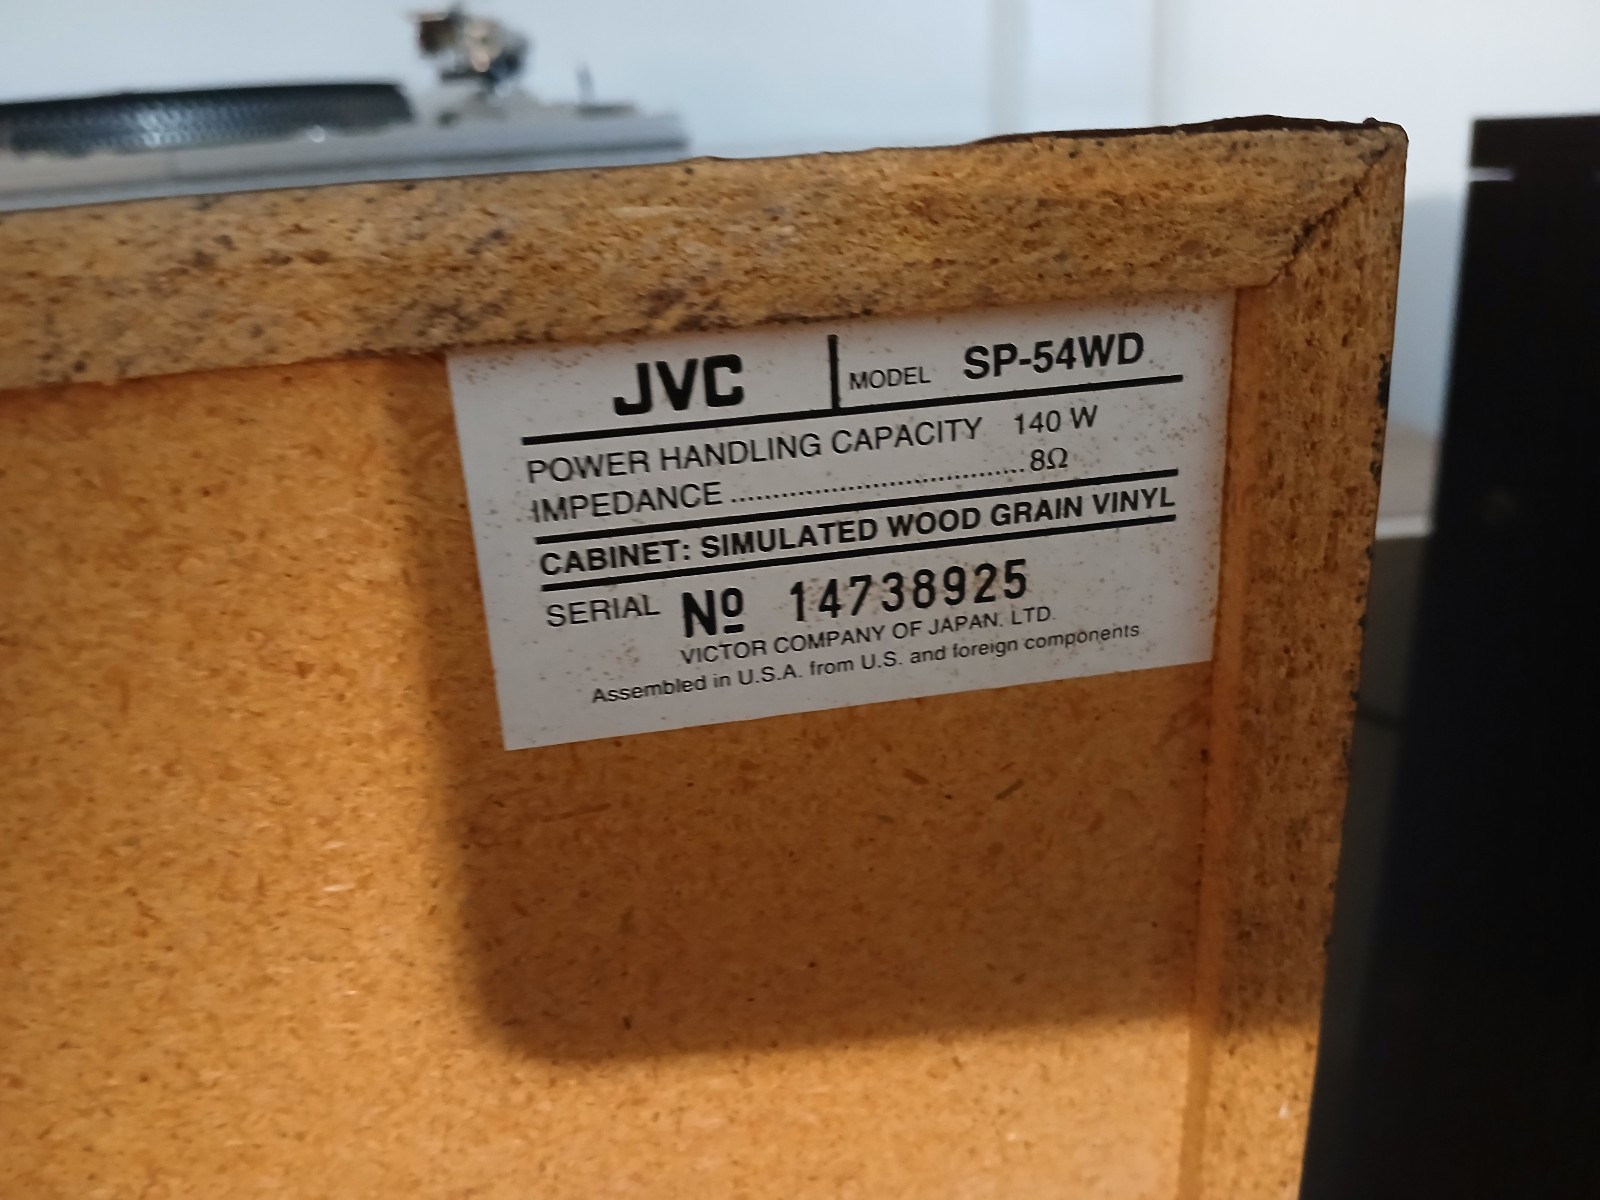 JVC MODEL SP-54WD
POWER HANDLING CAPACITY 140 W
IMPEDANCE .................................... 8Ω
CABINET: SIMULATED WOOD GRAIN VINYL
SERIAL Nº 14738925
VICTOR COMPANY OF JAPAN. LTD.
Assembled in U.S.A. from U.S. and foreign components